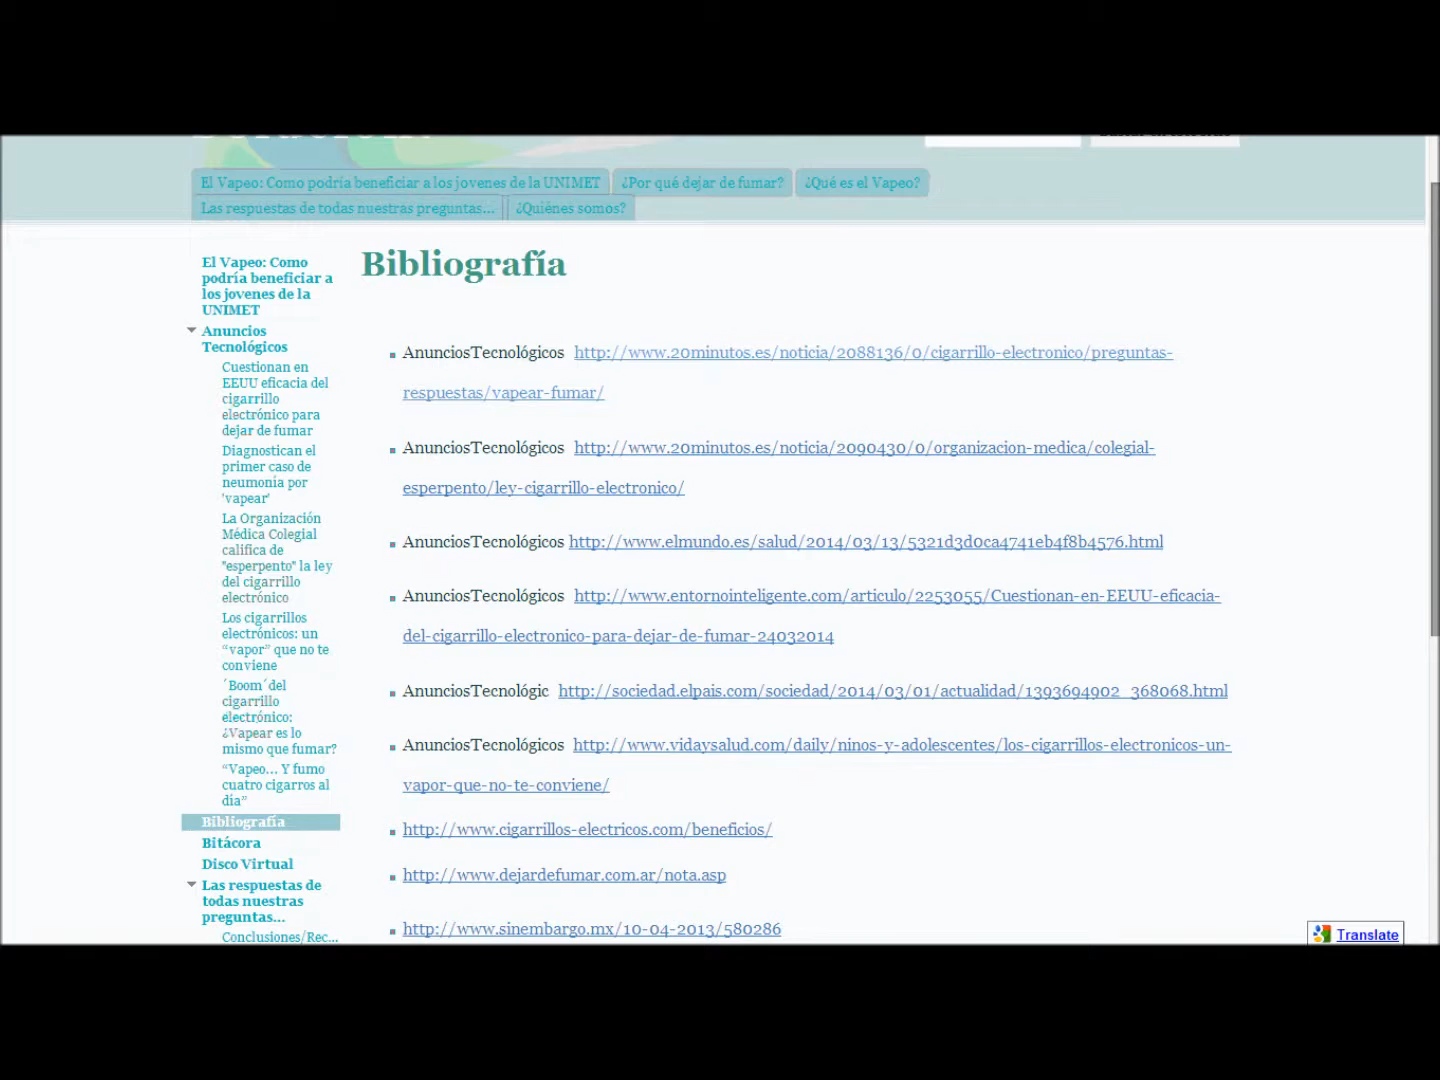 El Vapeo: Como podría beneficiar a los jovenes de la UNIMET
¿Por qué dejar de fumar?
¿Qué es el Vapeo?
Las respuestas de todas nuestras preguntas...
¿Quiénes somos?
El Vapeo: Como
podría beneficiar a
los jovenes de la
UNIMET
Anuncios
Tecnológicos
Cuestionan en
EEUU eficacia del
cigarrillo
electrónico para
dejar de fumar
Diagnostican el
primer caso de
neumonía por
'vapear'
La Organización
Médica Colegial
califica de
"esperpento" la ley
del cigarrillo
electrónico
Los cigarrillos
electrónicos: un
“vapor” que no te
conviene
´Boom´del
cigarrillo
electrónico:
¿Vapear es lo
mismo que fumar?
“Vapeo... Y fumo
cuatro cigarros al
día”
Bibliografía
Bitácora
Disco Virtual
Las respuestas de
todas nuestras
preguntas...
Conclusiones/Rec...
Bibliografía
AnunciosTecnológicos http://www.20minutos.es/noticia/2088136/0/cigarrillo-electronico/preguntas-
respuestas/vapear-fumar/
AnunciosTecnológicos http://www.20minutos.es/noticia/2090430/0/organizacion-medica/colegial-
esperpento/ley-cigarrillo-electronico/
AnunciosTecnológicos http://www.elmundo.es/salud/2014/03/13/5321d3d0ca4741eb4f8b4576.html
AnunciosTecnológicos http://www.entornointeligente.com/articulo/2253055/Cuestionan-en-EEUU-eficacia-
del-cigarrillo-electronico-para-dejar-de-fumar-24032014
AnunciosTecnológic http://sociedad.elpais.com/sociedad/2014/03/01/actualidad/1393694902_368068.html
AnunciosTecnológicos http://www.vidaysalud.com/daily/ninos-y-adolescentes/los-cigarrillos-electronicos-un-
vapor-que-no-te-conviene/
http://www.cigarrillos-electricos.com/beneficios/
http://www.dejardefumar.com.ar/nota.asp
http://www.sinembargo.mx/10-04-2013/580286
Translate